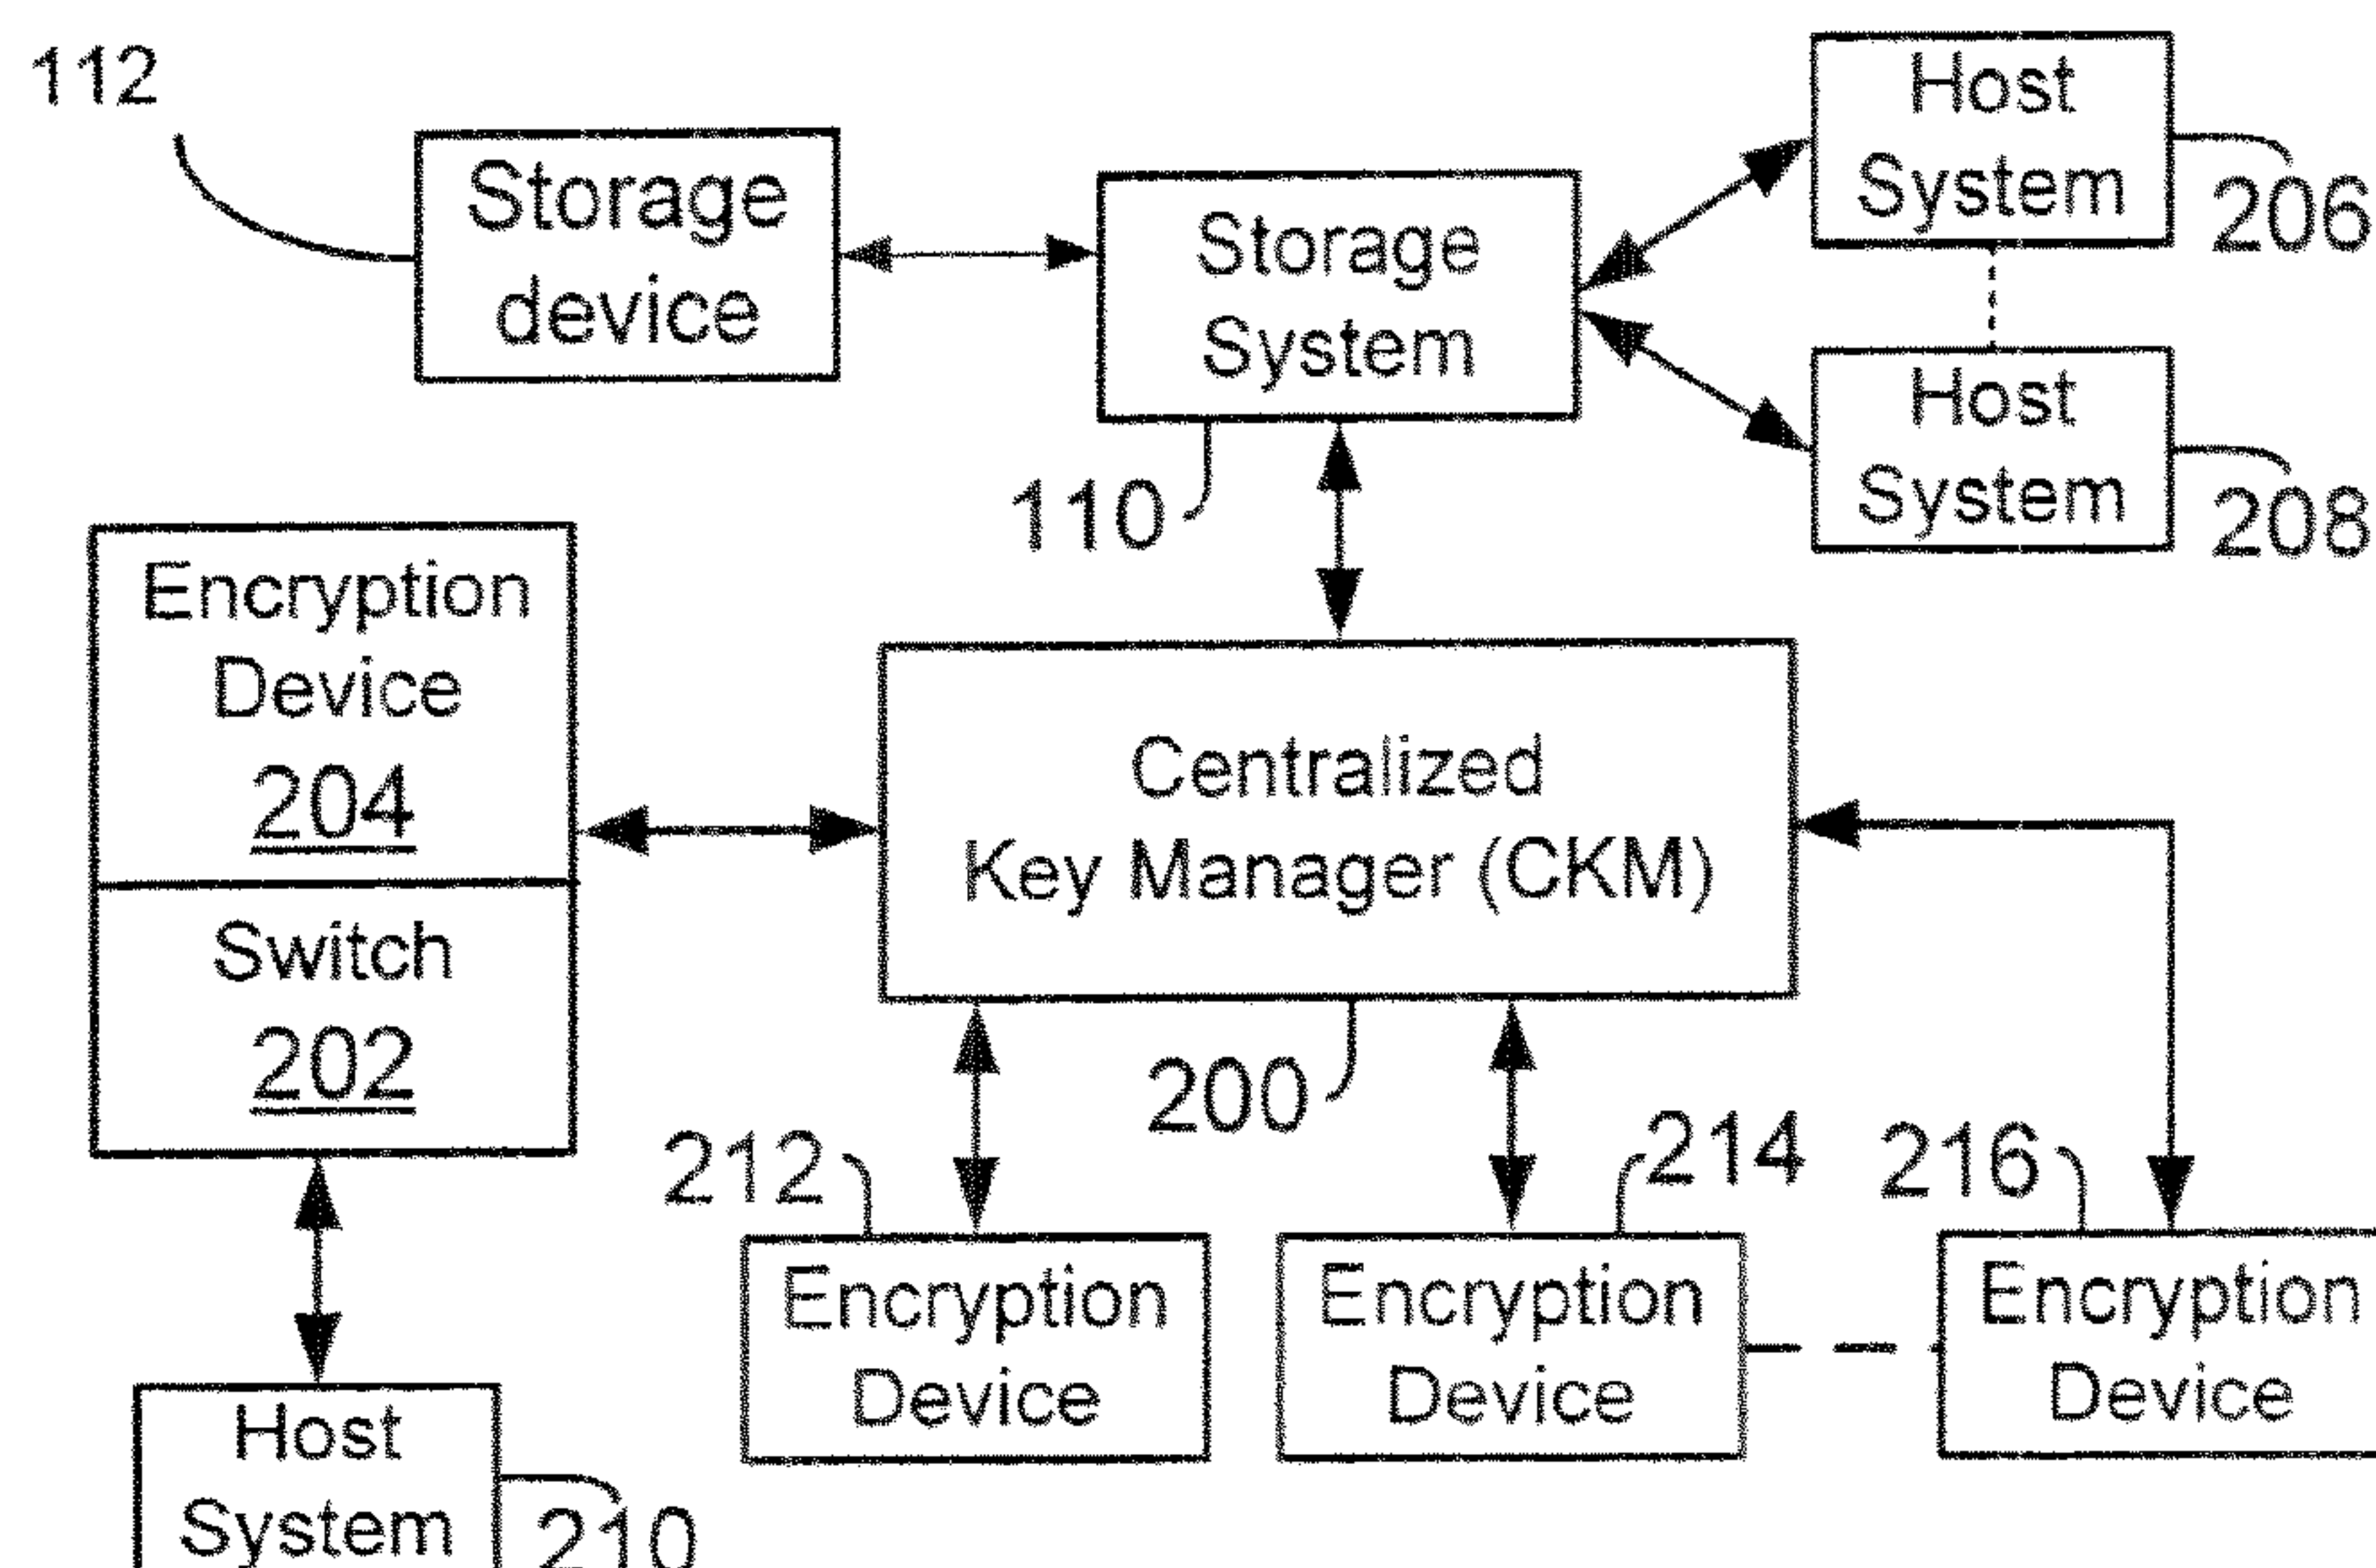 112
Storage
device
Storage
System
110
Host
System
206
Host
System
208
Encryption
Device
204
Switch
202
Centralized
Key Manager (CKM)
200
212
214
216
Encryption
Device
Encryption
Device
Encryption
Device
Host
System
210